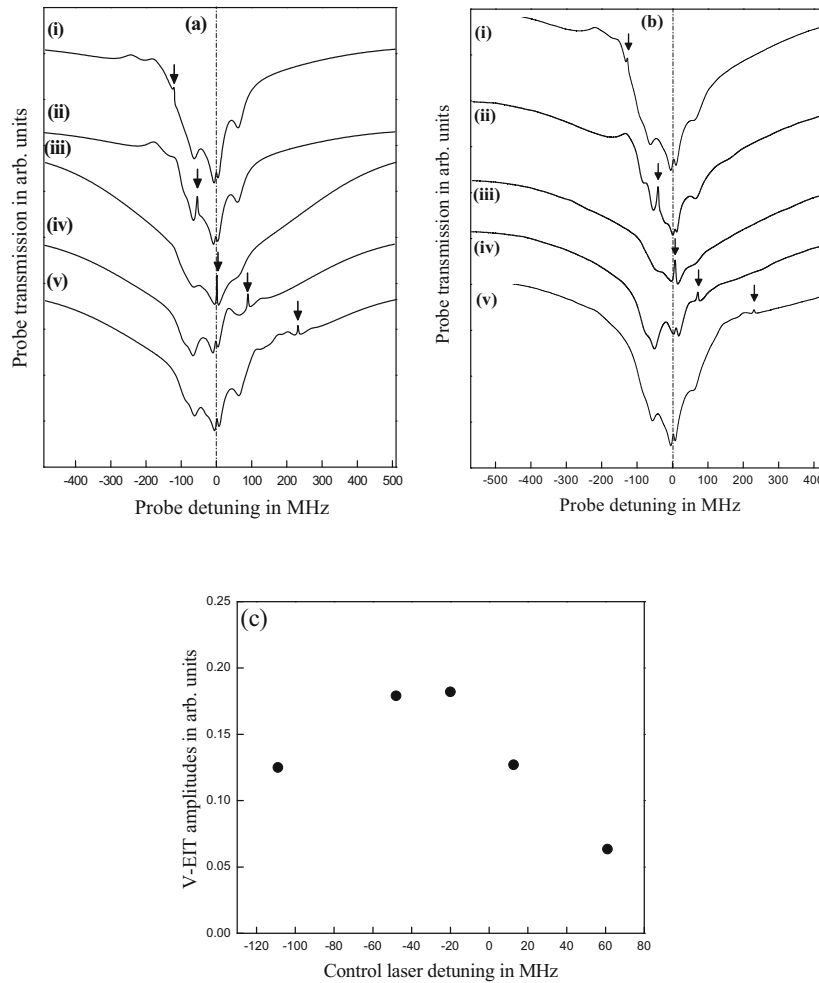 (a)
(i)
(ii)
(iii)
(iv)
(v)
Probe transmission in arb. units
-400 -300 -200 -100 0 100 200 300 400 500
Probe detuning in MHz
(b)
(i)
(ii)
(iii)
(iv)
(v)
Probe transmission in arb. units
-500 -400 -300 -200 -100 0 100 200 300 400
Probe detuning in MHz
(c)
0.25
0.20
0.15
0.10
0.05
0.00
V-EIT amplitudes in arb. units
-120 -100 -80 -60 -40 -20 0 20 40 60 80
Control laser detuning in MHz